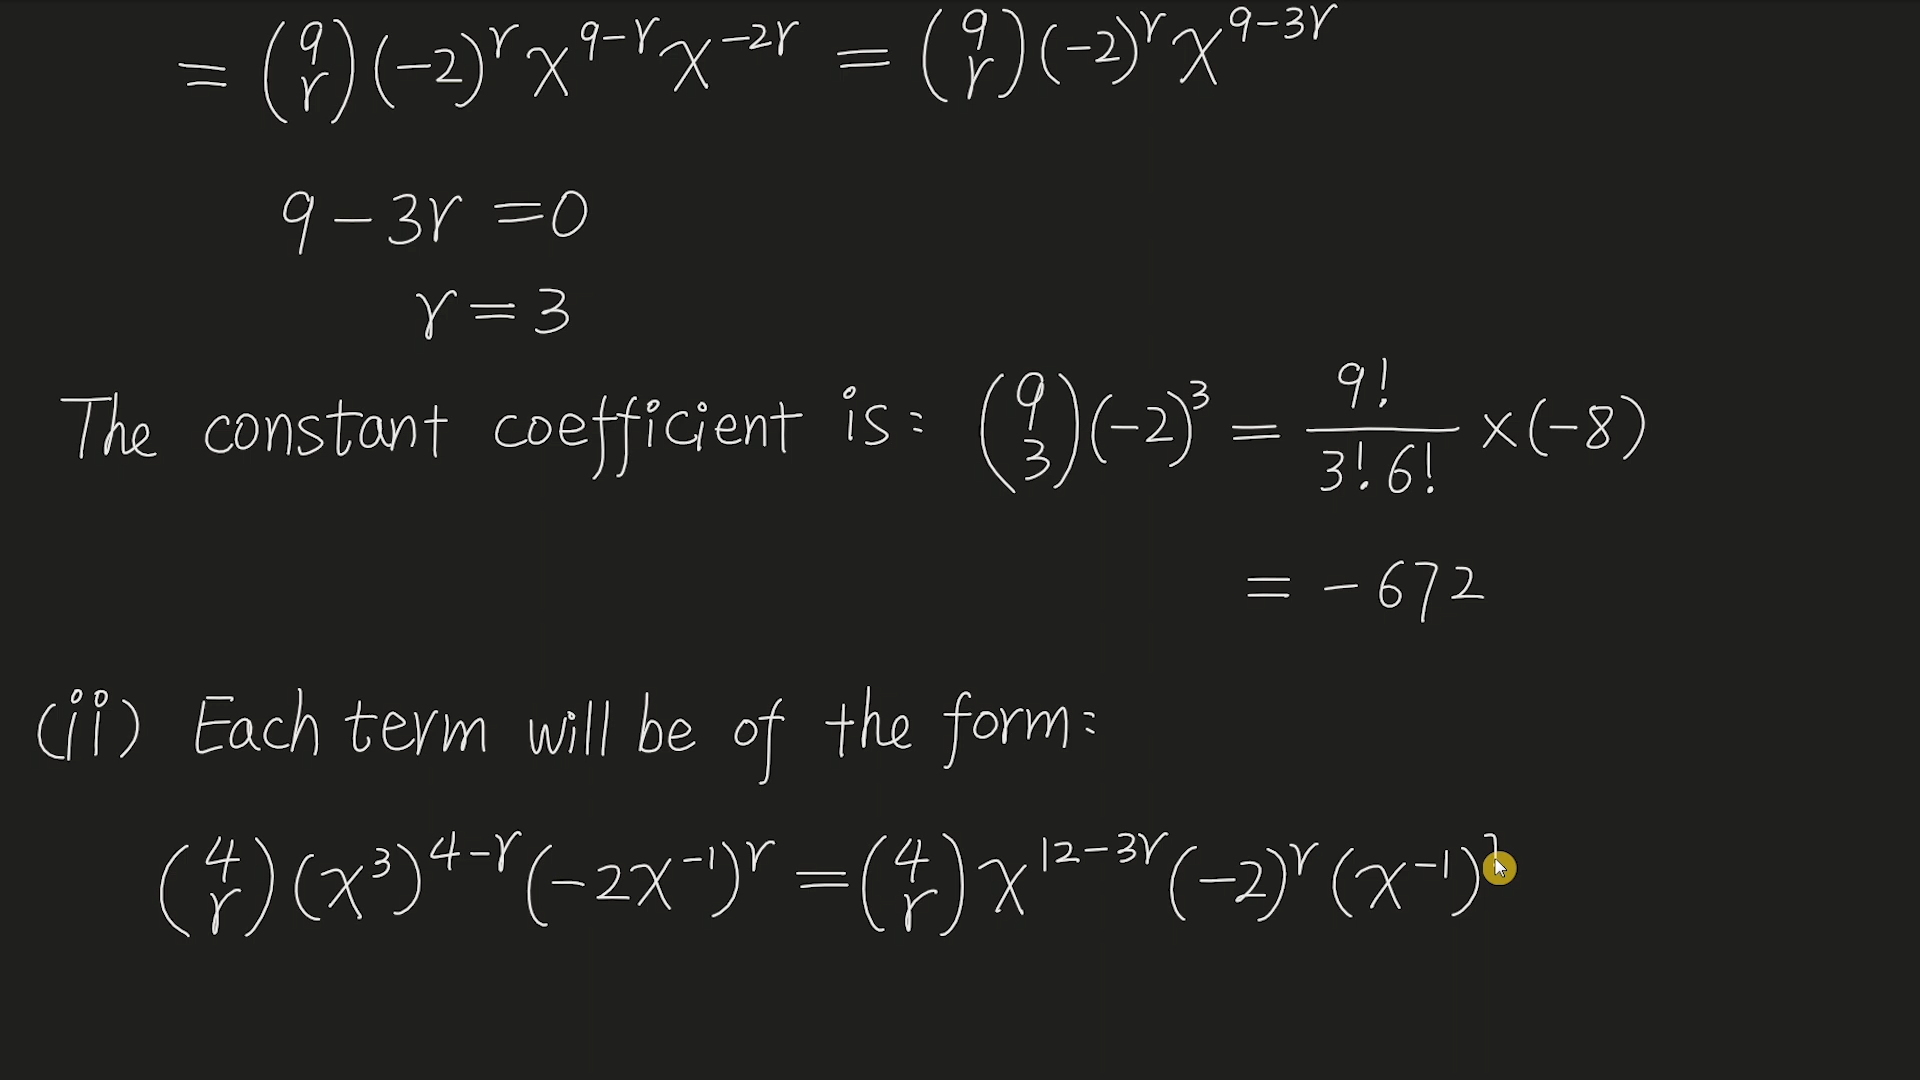 = (9 r)(-2)^r x^{9-r} x^{-2r} = (9 r)(-2)^r x^{9-3r}
9-3r=0
r=3
The constant coefficient is: (9 3)(-2)^3 = 9!/3!.6! ×(-8)
= -672
(ii) Each term will be of the form:
(4 r)(x^3)^{4-r}(-2x^{-1})^r = (4 r) x^{12-3r}(-2)^r(x^{-1})